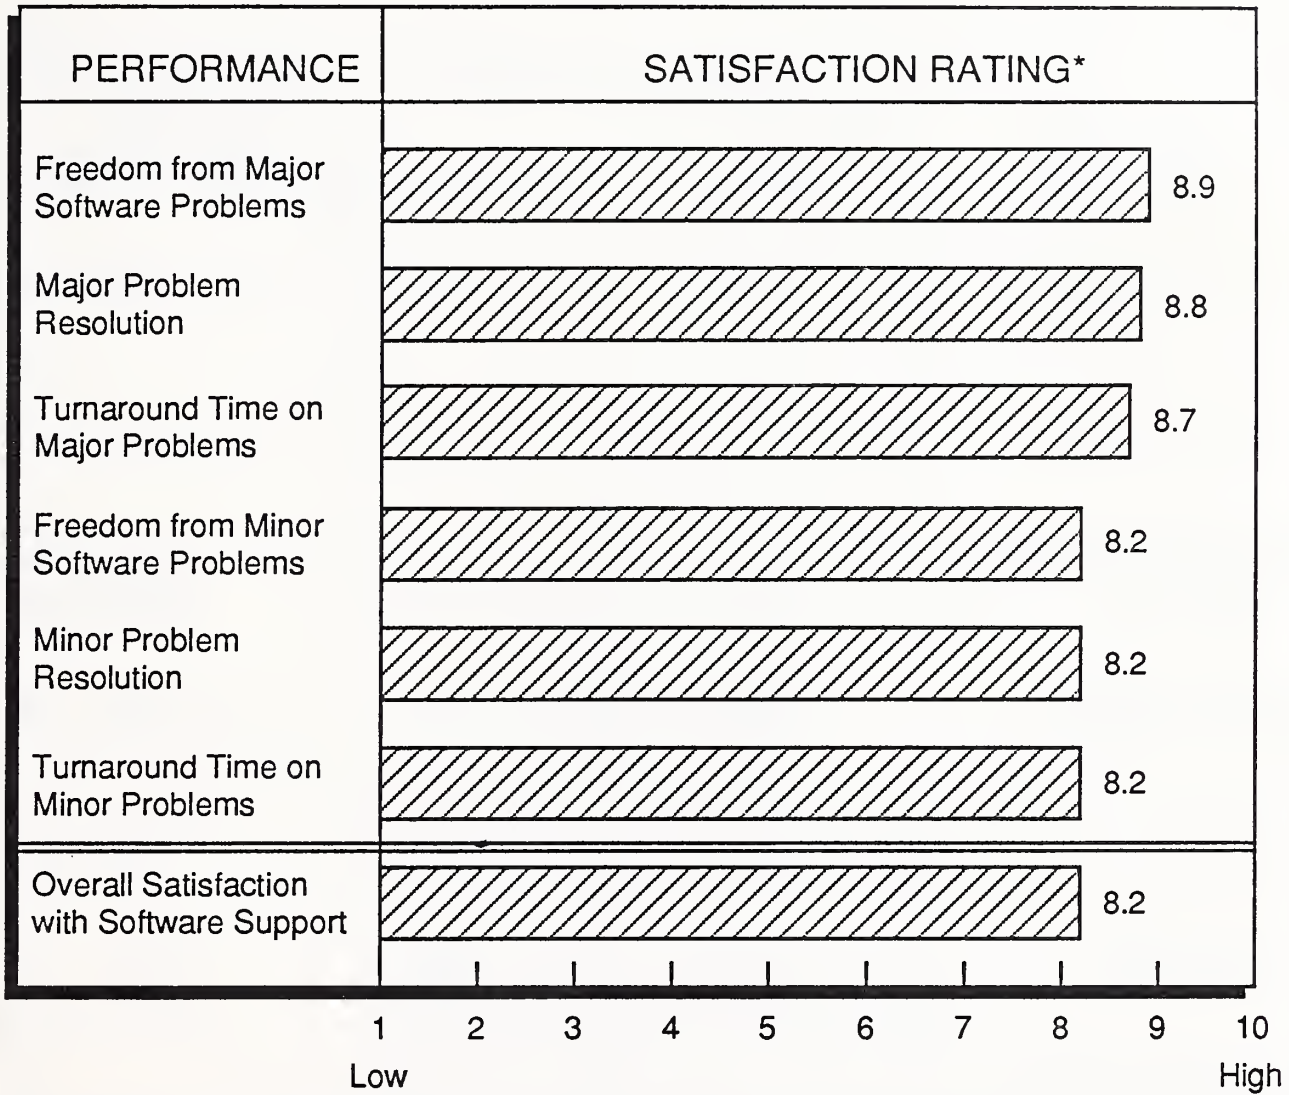 PERFORMANCE
SATISFACTION RATING*
Freedom from Major
Software Problems
8.9
Major Problem
Resolution
8.8
Turnaround Time on
Major Problems
8.7
Freedom from Minor
Software Problems
8.2
Minor Problem
Resolution
8.2
Turnaround Time on
Minor Problems
8.2
Overall Satisfaction
with Software Support
8.2
1 2 3 4 5 6 7 8 9 10
Low High